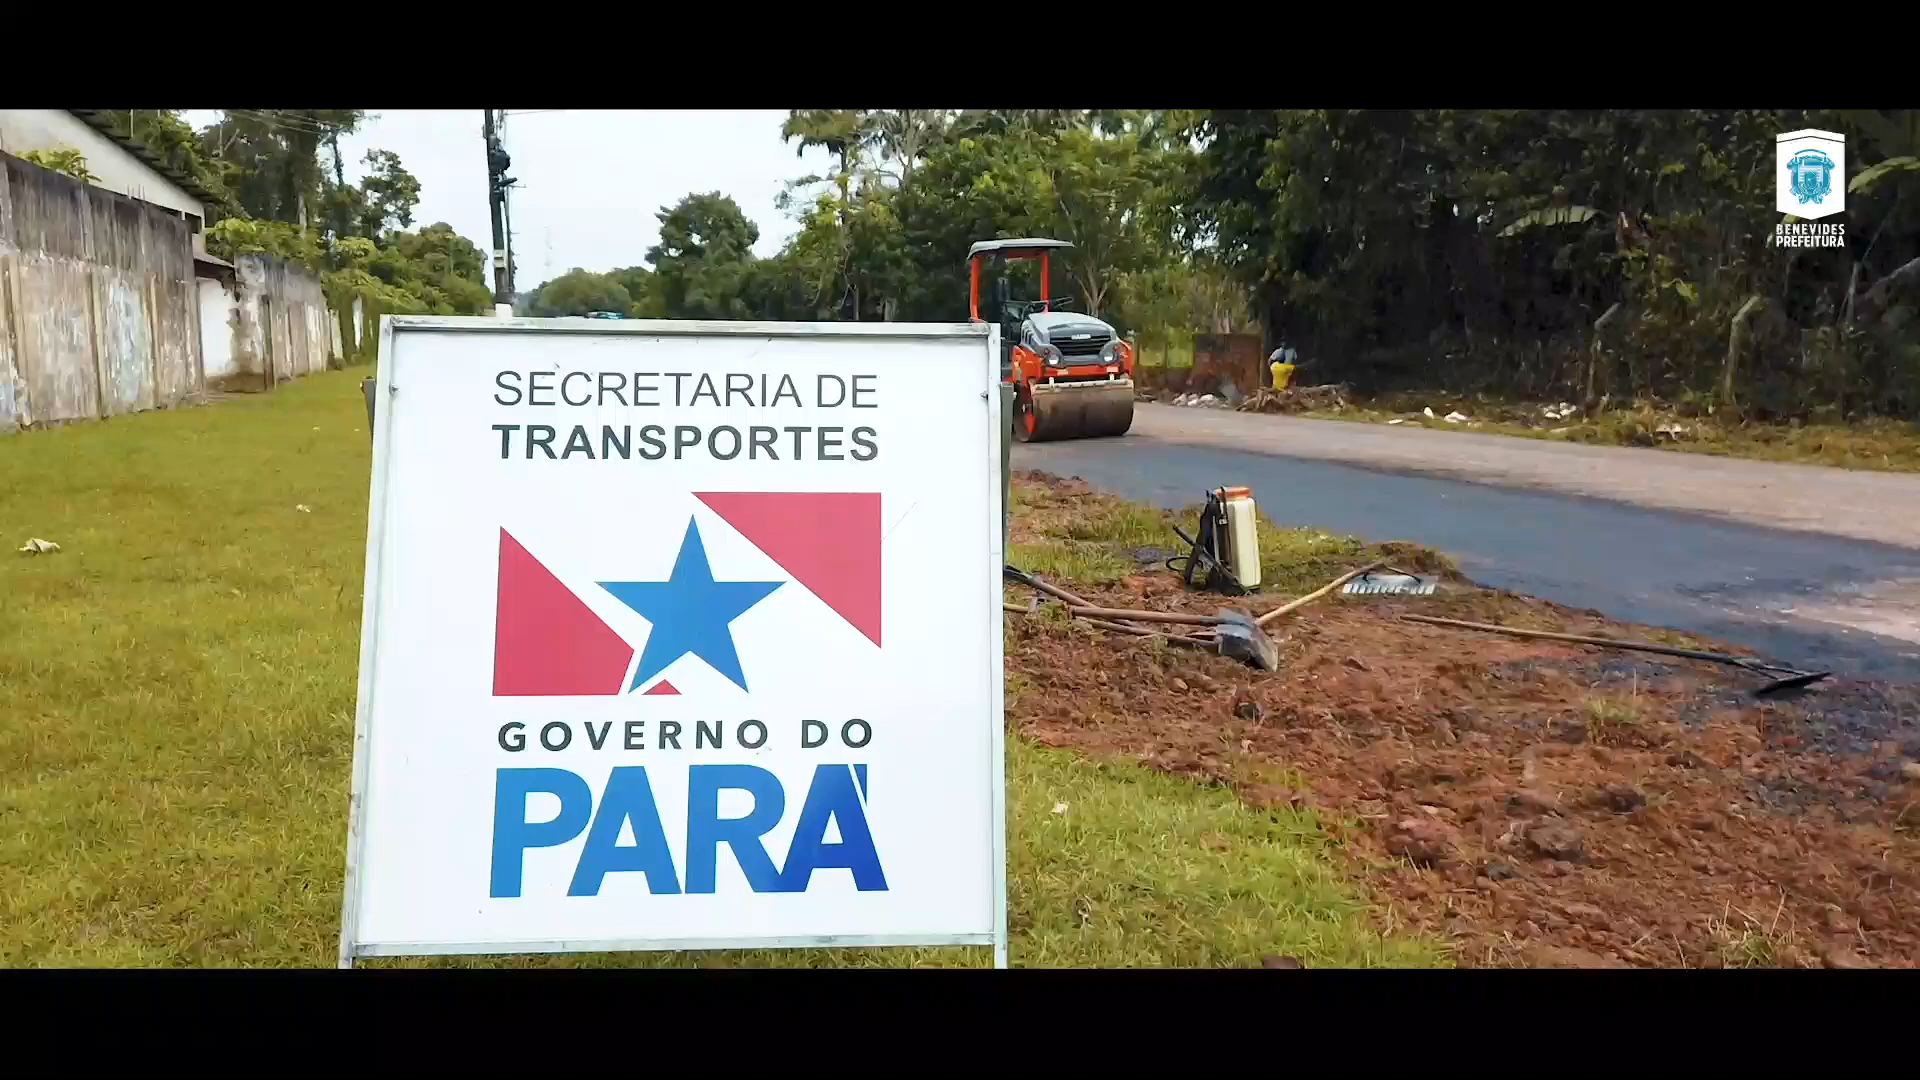 SECRETARIA DE
TRANSPORTES
GOVERNO DO
PARÁ
BENEVIDES
PREFEITURA